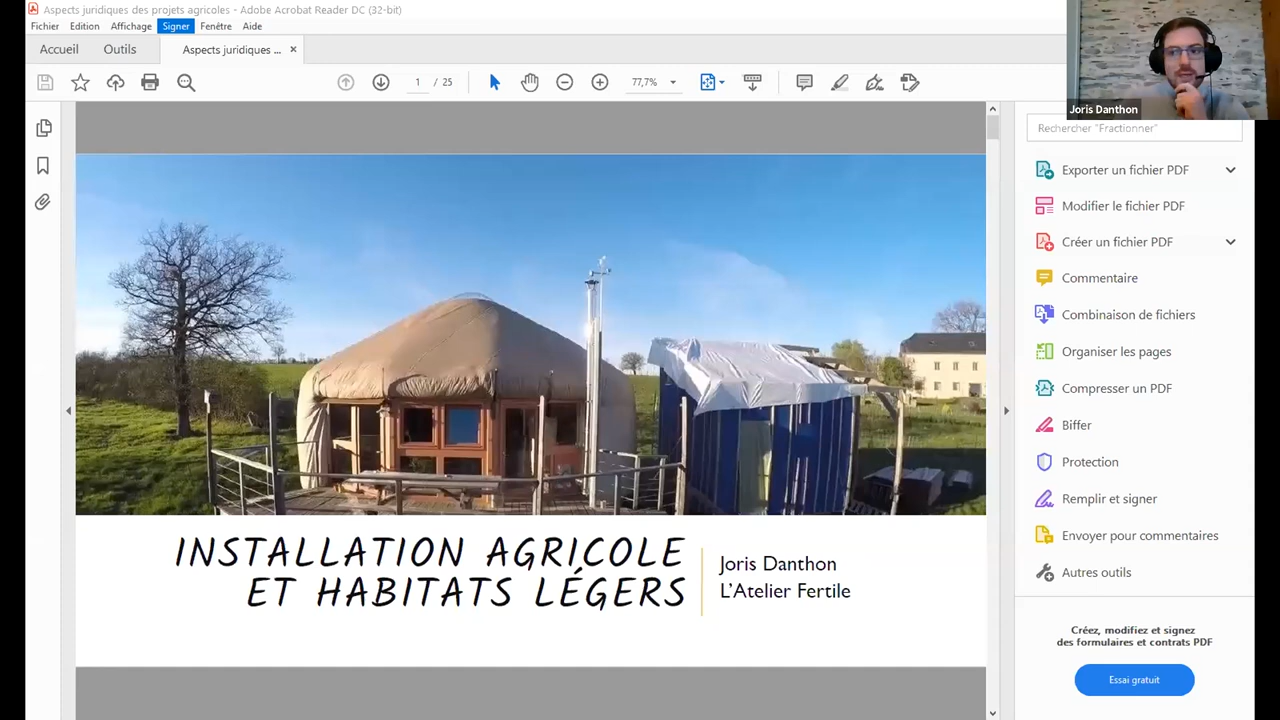 Aspects juridiques des projets agricoles - Adobe Acrobat Reader DC (32-bit)
Fichier Edition Affichage Signer Fenêtre Aide
Accueil Outils Aspects juridiques ... ×
1 / 25 77,7%
Joris Danthon
Rechercher "Fractionner"
Exporter un fichier PDF
Modifier le fichier PDF
Créer un fichier PDF
Commentaire
Combinaison de fichiers
Organiser les pages
Compresser un PDF
Biffer
Protection
Remplir et signer
Envoyer pour commentaires
Autres outils
Créez, modifiez et signez
des formulaires et contrats PDF
Essai gratuit
INSTALLATION AGRICOLE
ET HABITATS LÉGERS
Joris Danthon
L'Atelier Fertile